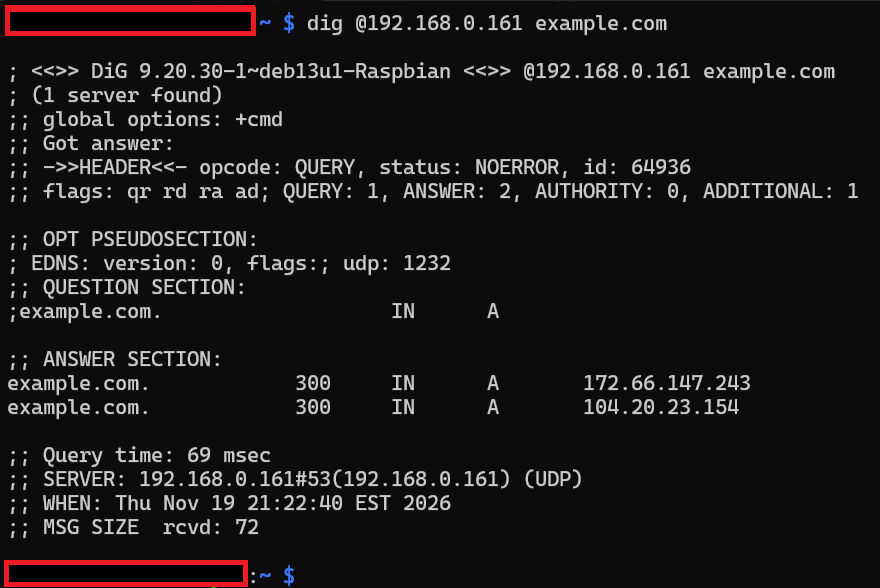 ~ $ dig @192.168.0.161 example.com
; <<>> DiG 9.20.30-1~deb13u1-Raspbian <<>> @192.168.0.161 example.com
; (1 server found)
;; global options: +cmd
;; Got answer:
;; ->>HEADER<<- opcode: QUERY, status: NOERROR, id: 64936
;; flags: qr rd ra ad; QUERY: 1, ANSWER: 2, AUTHORITY: 0, ADDITIONAL: 1
;; OPT PSEUDOSECTION:
; EDNS: version: 0, flags:; udp: 1232
;; QUESTION SECTION:
;example.com. IN A
;; ANSWER SECTION:
example.com. 300 IN A 172.66.147.243
example.com. 300 IN A 104.20.23.154
;; Query time: 69 msec
;; SERVER: 192.168.0.161#53(192.168.0.161) (UDP)
;; WHEN: Thu Nov 19 21:22:40 EST 2026
;; MSG SIZE  rcvd: 72
:~ $